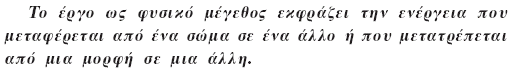 Το έργο ως φυσικό μέγεθος εκφράζει την ενέργεια που
μεταφέρεται από ένα σώμα σε ένα άλλο ή που μετατρέπεται
από μια μορφή σε μια άλλη.